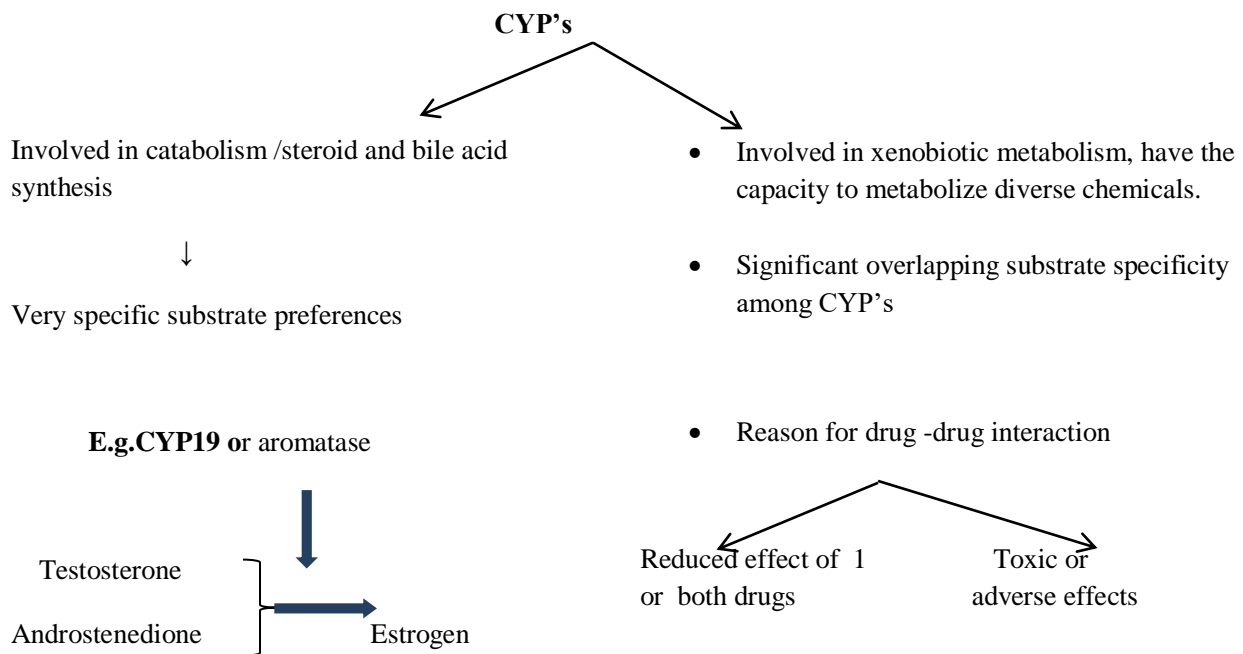 CYP’s
Involved in catabolism /steroid and bile acid
synthesis
↓
Very specific substrate preferences
E.g.CYP19 or aromatase
Testosterone
Androstenedione
Estrogen
• Involved in xenobiotic metabolism, have the
capacity to metabolize diverse chemicals.
• Significant overlapping substrate specificity
among CYP’s
• Reason for drug -drug interaction
Reduced effect of 1
or both drugs
Toxic or
adverse effects